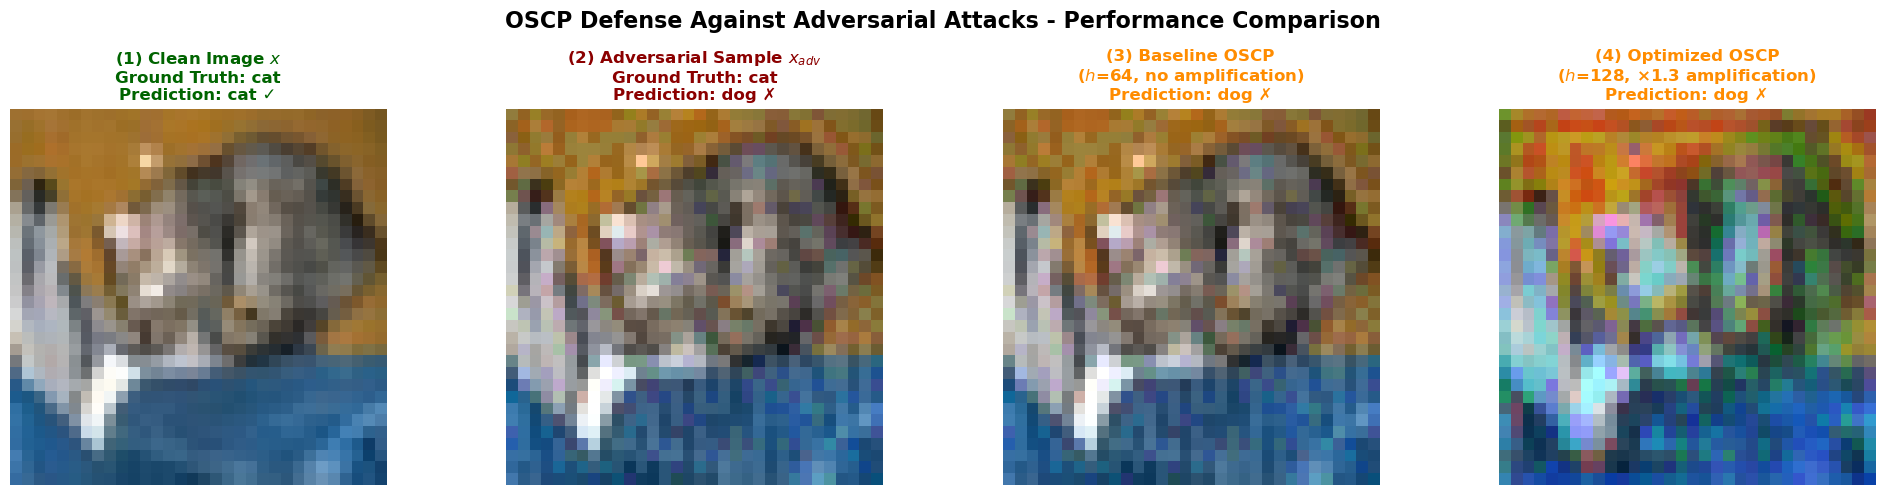 OSCP Defense Against Adversarial Attacks - Performance Comparison
(1) Clean Image x
Ground Truth: cat
Prediction: cat ✓
(2) Adversarial Sample x_adv
Ground Truth: cat
Prediction: dog ✗
(3) Baseline OSCP
(h=64, no amplification)
Prediction: dog ✗
(4) Optimized OSCP
(h=128, ×1.3 amplification)
Prediction: dog ✗